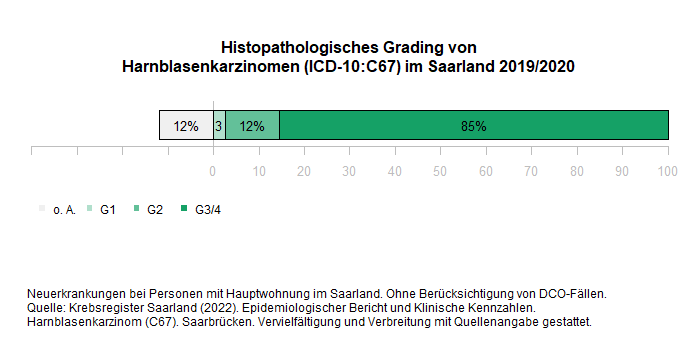 Histopathologisches Grading von
Harnblasenkarzinomen (ICD-10:C67) im Saarland 2019/2020
12% 3 12% 85%
0 10 20 30 40 50 60 70 80 90 100
o. A. G1 G2 G3/4
Neuerkrankungen bei Personen mit Hauptwohnung im Saarland. Ohne Berücksichtigung von DCO-Fällen.
Quelle: Krebsregister Saarland (2022). Epidemiologischer Bericht und Klinische Kennzahlen.
Harnblasenkarzinom (C67). Saarbrücken. Vervielfältigung und Verbreitung mit Quellenangabe gestattet.